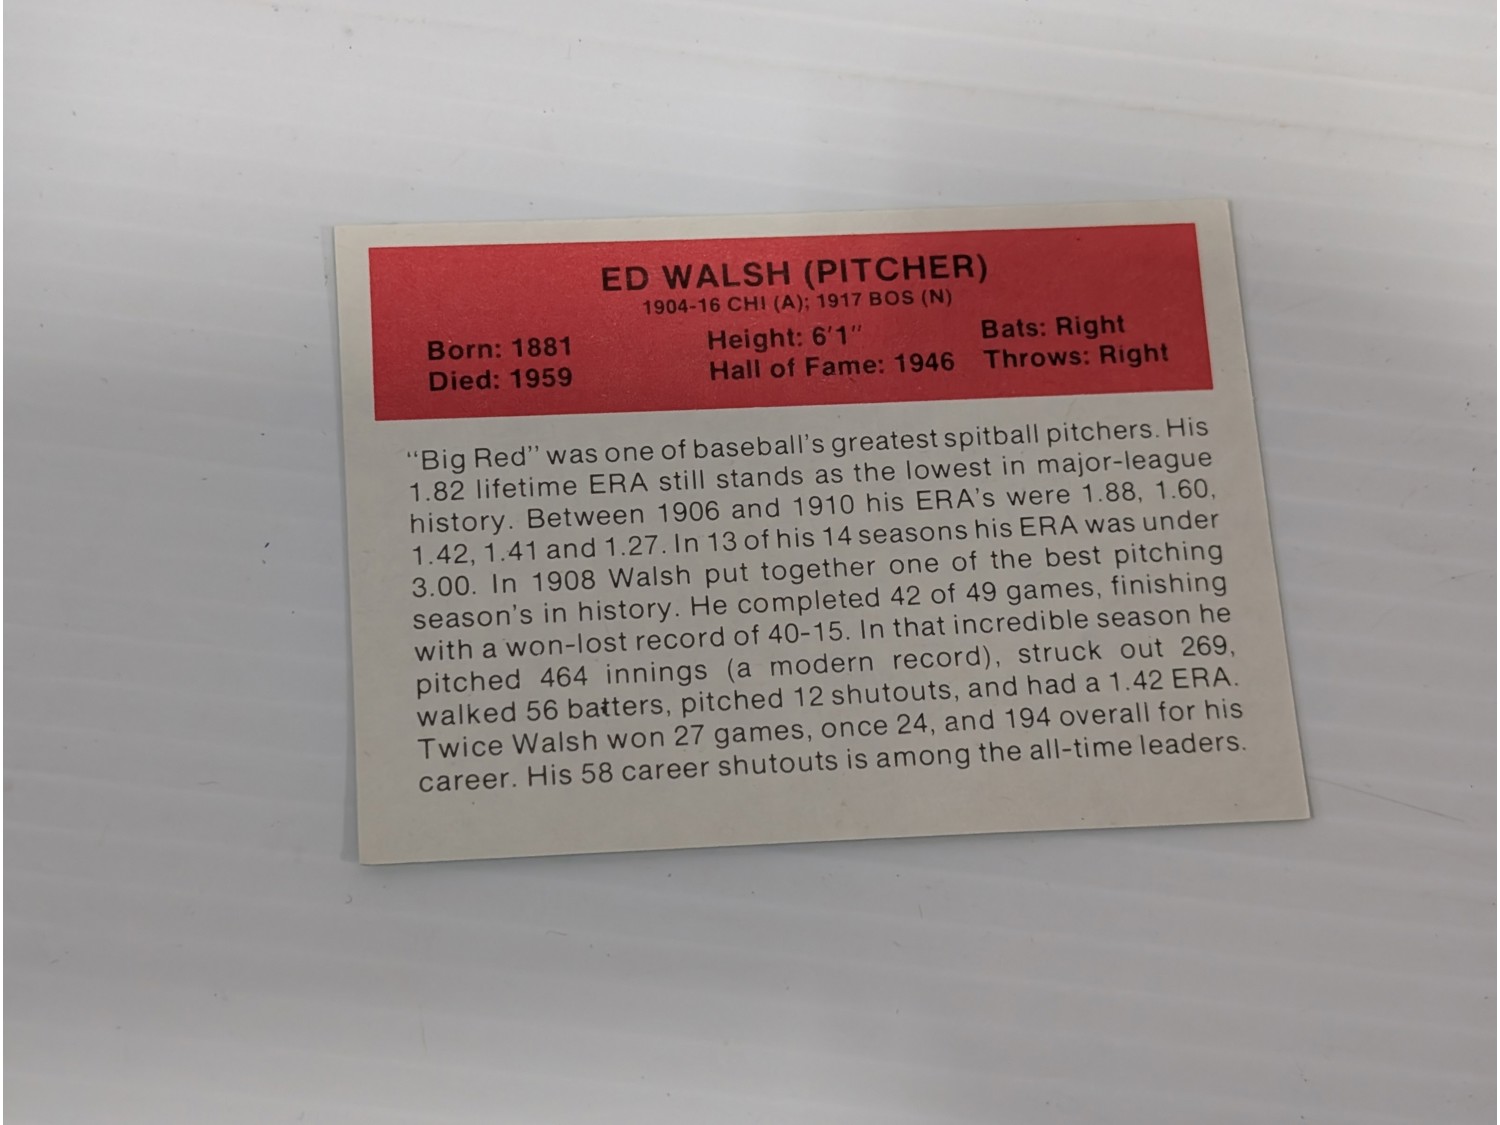 ED WALSH (PITCHER)
1904-16 CHI (A); 1917 BOS (N)
Born: 1881 Height: 6'1" Bats: Right
Died: 1959 Hall of Fame: 1946 Throws: Right
"Big Red" was one of baseball's greatest spitball pitchers. His
1.82 lifetime ERA still stands as the lowest in major-league
history. Between 1906 and 1910 his ERA's were 1.88, 1.60,
1.42, 1.41 and 1.27. In 13 of his 14 seasons his ERA was under
3.00. In 1908 Walsh put together one of the best pitching
season's in history. He completed 42 of 49 games, finishing
with a won-lost record of 40-15. In that incredible season he
pitched 464 innings (a modern record), struck out 269,
walked 56 batters, pitched 12 shutouts, and had a 1.42 ERA.
Twice Walsh won 27 games, once 24, and 194 overall for his
career. His 58 career shutouts is among the all-time leaders.